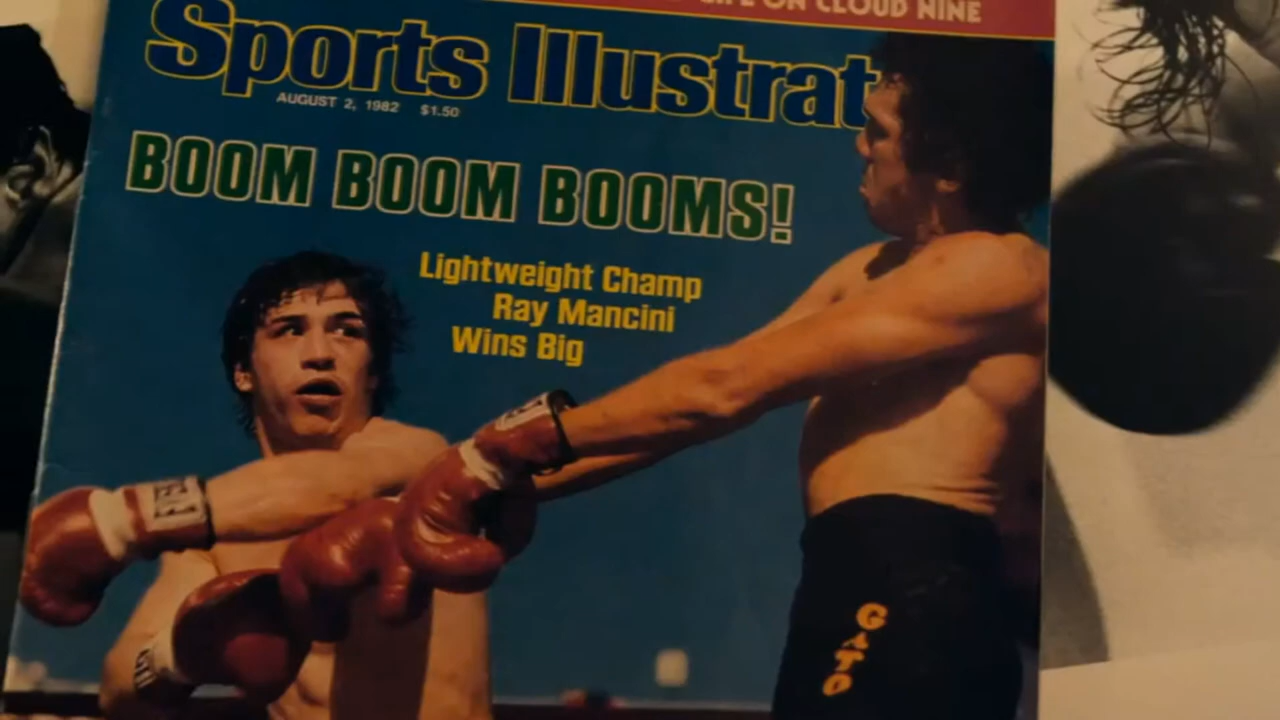 LIFE ON CLOUD NINE
Sports Illustrat
AUGUST 2, 1982 $1.50
BOOM BOOM BOOMS!
Lightweight Champ
Ray Mancini
Wins Big
GATO